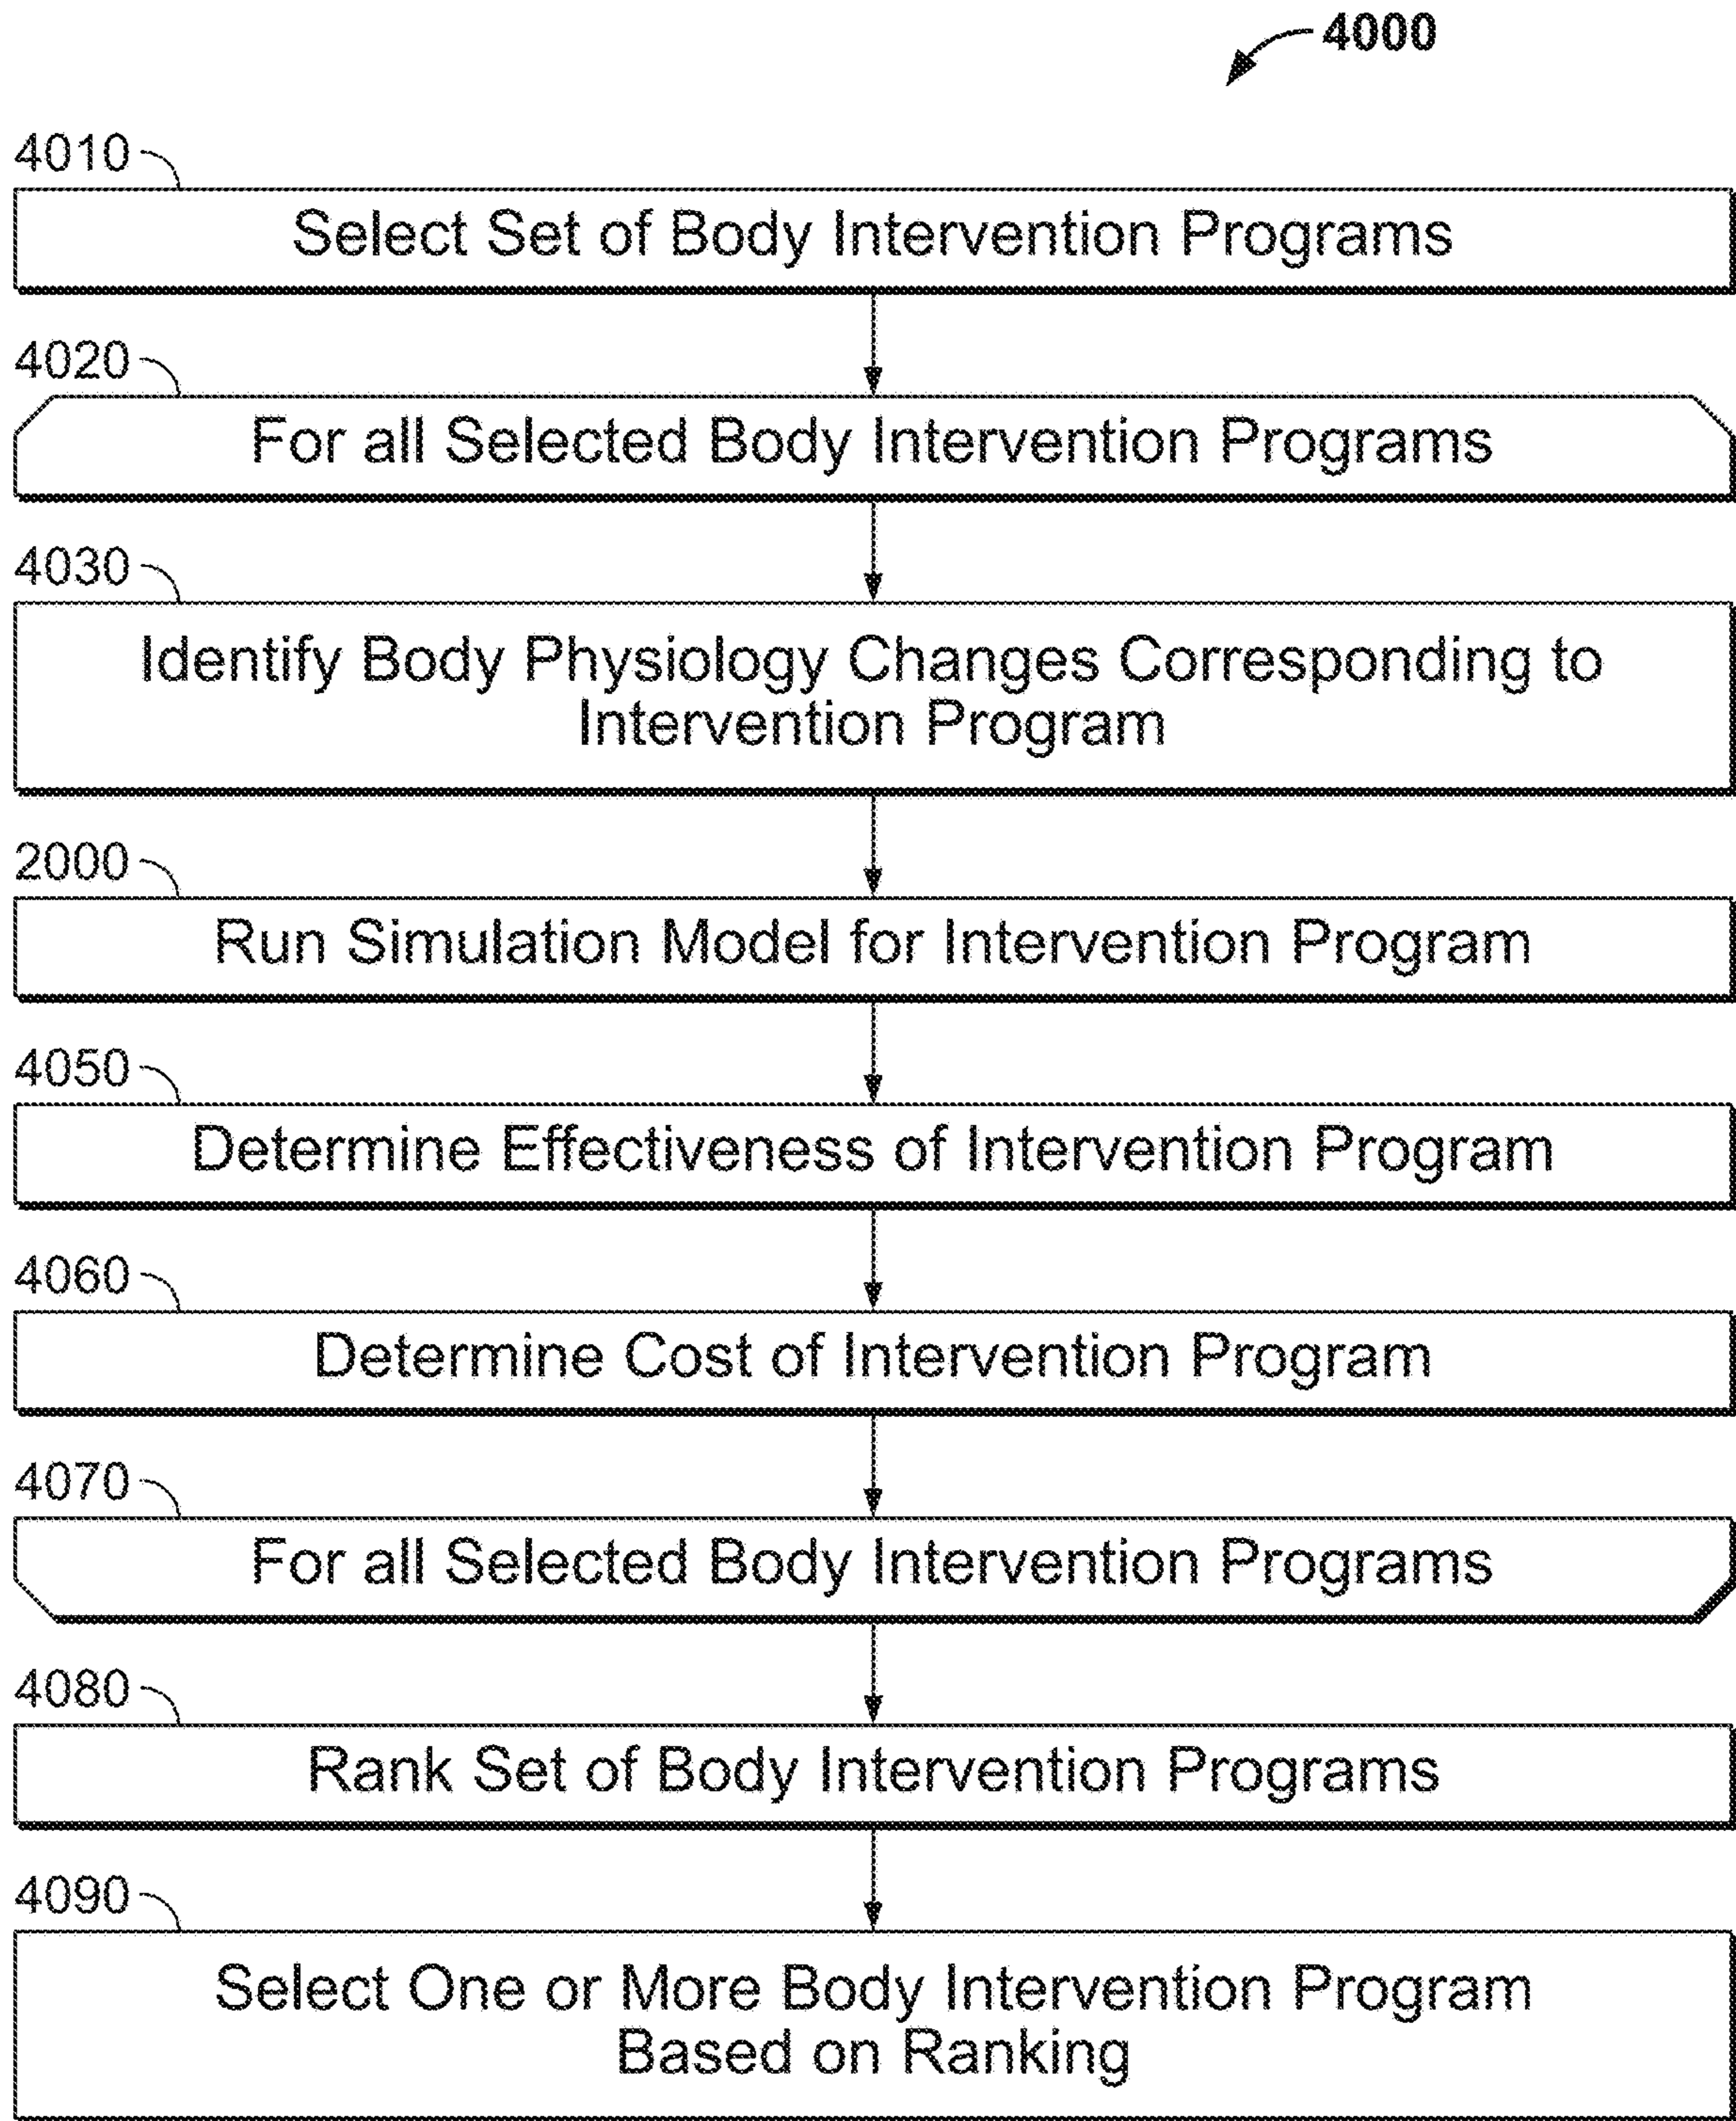 4000
4010
Select Set of Body Intervention Programs
4020
For all Selected Body Intervention Programs
4030
Identify Body Physiology Changes Corresponding to
Intervention Program
2000
Run Simulation Model for Intervention Program
4050
Determine Effectiveness of Intervention Program
4060
Determine Cost of Intervention Program
4070
For all Selected Body Intervention Programs
4080
Rank Set of Body Intervention Programs
4090
Select One or More Body Intervention Program
Based on Ranking